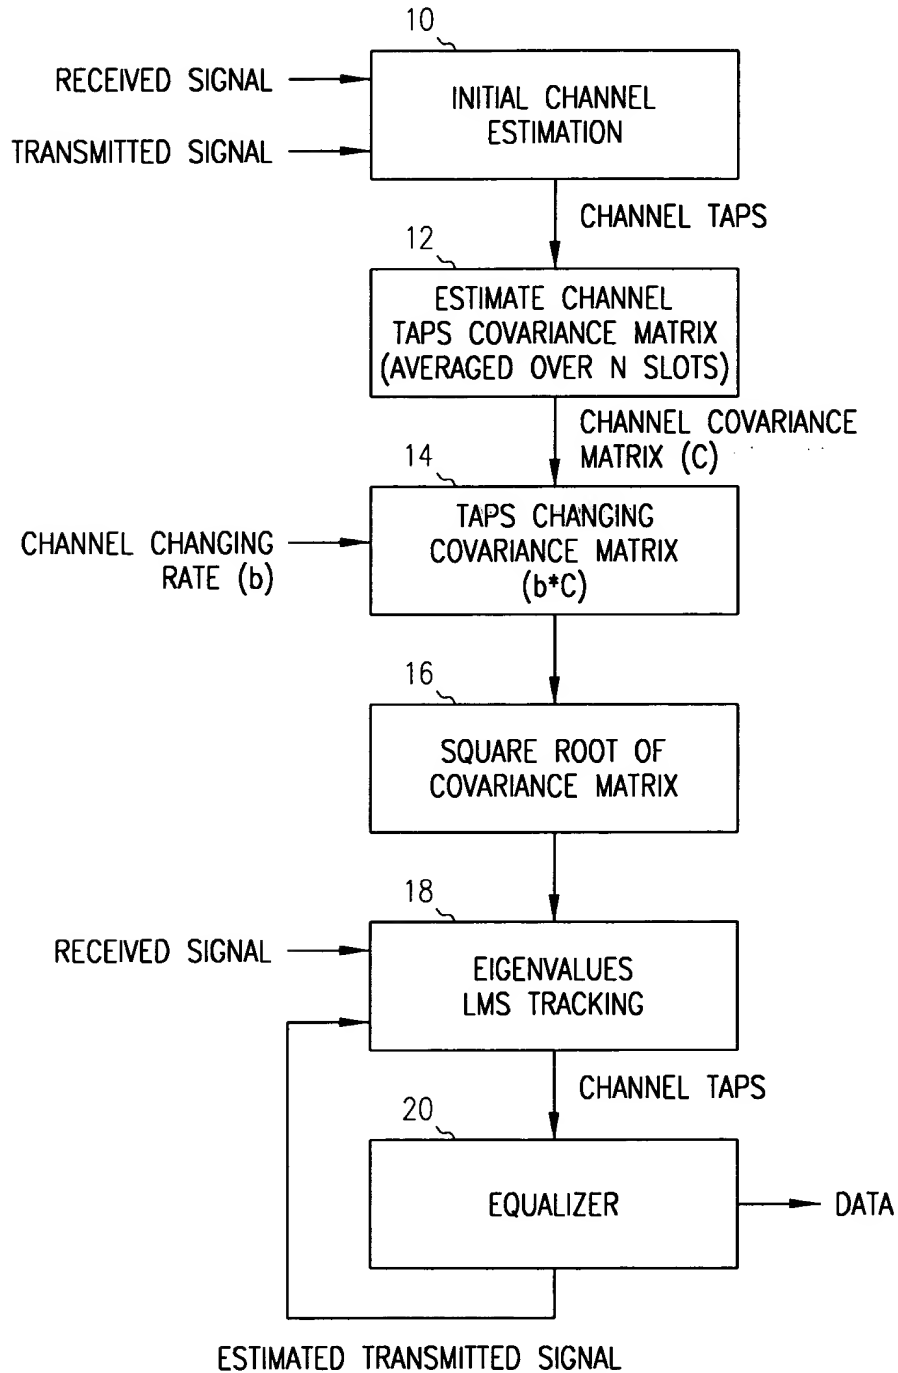 10
RECEIVED SIGNAL
TRANSMITTED SIGNAL
INITIAL CHANNEL
ESTIMATION
CHANNEL TAPS
12
ESTIMATE CHANNEL
TAPS COVARIANCE MATRIX
(AVERAGED OVER N SLOTS)
CHANNEL COVARIANCE
MATRIX (C)
14
CHANNEL CHANGING
RATE (b)
TAPS CHANGING
COVARIANCE MATRIX
(b*C)
16
SQUARE ROOT OF
COVARIANCE MATRIX
18
RECEIVED SIGNAL
EIGENVALUES
LMS TRACKING
CHANNEL TAPS
20
EQUALIZER
DATA
ESTIMATED TRANSMITTED SIGNAL